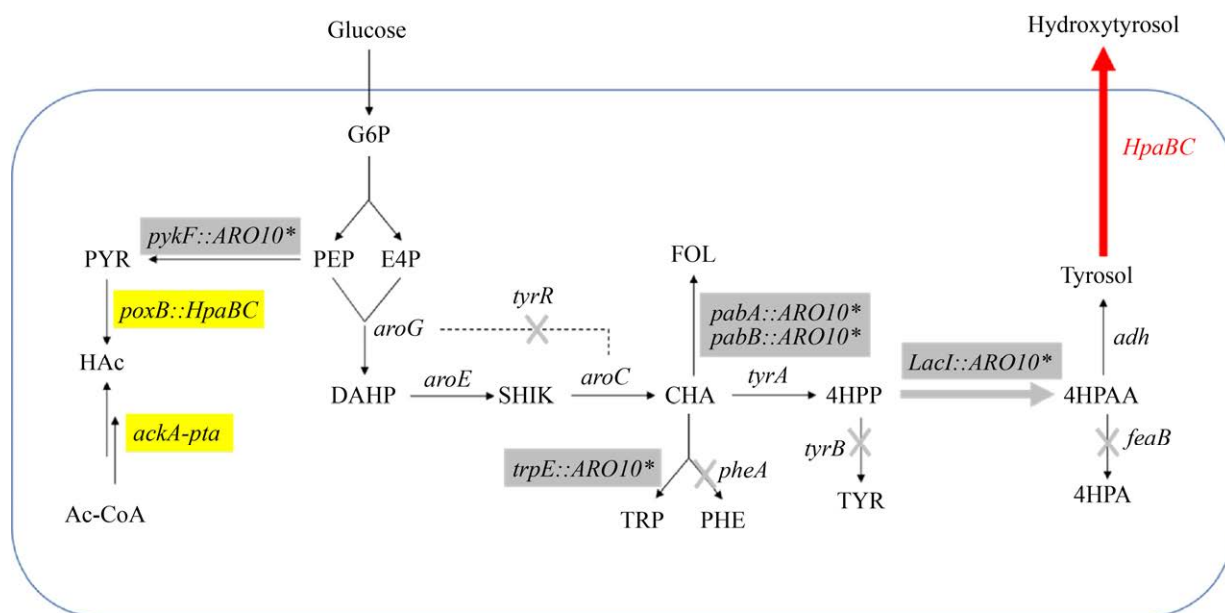 Glucose
Hydroxytyrosol
G6P
HpaBC
pykF::ARO10*
PYR
PEP
E4P
FOL
Tyrosol
poxB::HpaBC
tyrR
aroG
pabA::ARO10*
pabB::ARO10*
LacI::ARO10*
adh
HAc
aroE
aroC
tyrA
DAHP
SHIK
CHA
4HPP
4HPAA
ackA-pta
tyrB
feaB
trpE::ARO10*
pheA
Ac-CoA
TRP
PHE
TYR
4HPA